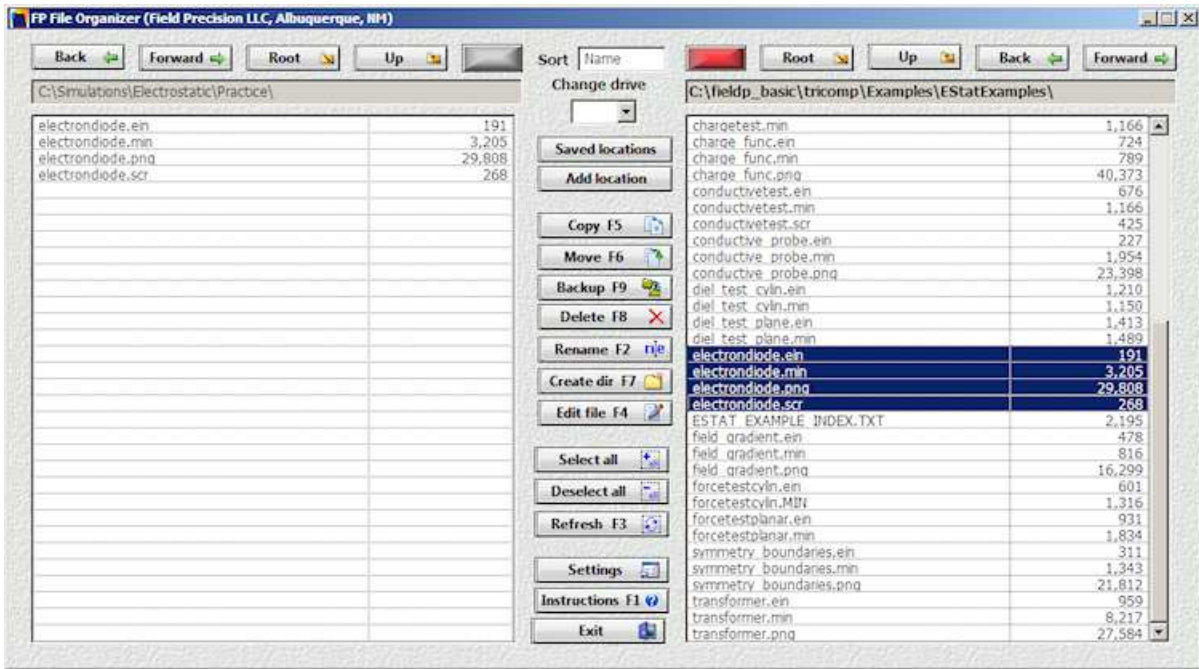 FP File Organizer (Field Precision LLC, Albuquerque, NM)
Back
Forward
Root
Up
Sort
Name
Root
Up
Back
Forward
C:\Simulations\Electrostatic\Practice\
Change drive
C:\fieldp_basic\tricomp\Examples\EStatExamples\
electrondiode.ein 191
electrondiode.min 3,205
electrondiode.png 29,808
electrondiode.scr 268
Saved locations
Add location
Copy F5
Move F6
Backup F9
Delete F8
Rename F2
Create dir F7
Edit file F4
Select all
Deselect all
Refresh F3
Settings
Instructions F1
Exit
chargetest.min 1,166
charge_func.ein 724
charge_func.min 789
charge_func.png 40,373
conductivetest.ein 676
conductivetest.min 1,166
conductivetest.scr 425
conductive_probe.ein 227
conductive_probe.min 1,954
conductive_probe.png 23,398
diel_test_cylin.ein 1,210
diel_test_cylin.min 1,150
diel_test_plane.ein 1,413
diel_test_plane.min 1,489
electrondiode.ein 191
electrondiode.min 3,205
electrondiode.png 29,808
electrondiode.scr 268
ESTAT_EXAMPLE_INDEX.TXT 2,195
field_gradient.ein 478
field_gradient.min 816
field_gradient.png 16,299
forcetestcylin.ein 601
forcetestcylin.MIN 1,316
forcetestplanar.ein 931
forcetestplanar.min 1,834
symmetry_boundaries.ein 311
symmetry_boundaries.min 1,343
symmetry_boundaries.png 21,812
transformer.ein 959
transformer.min 8,217
transformer.png 27,584